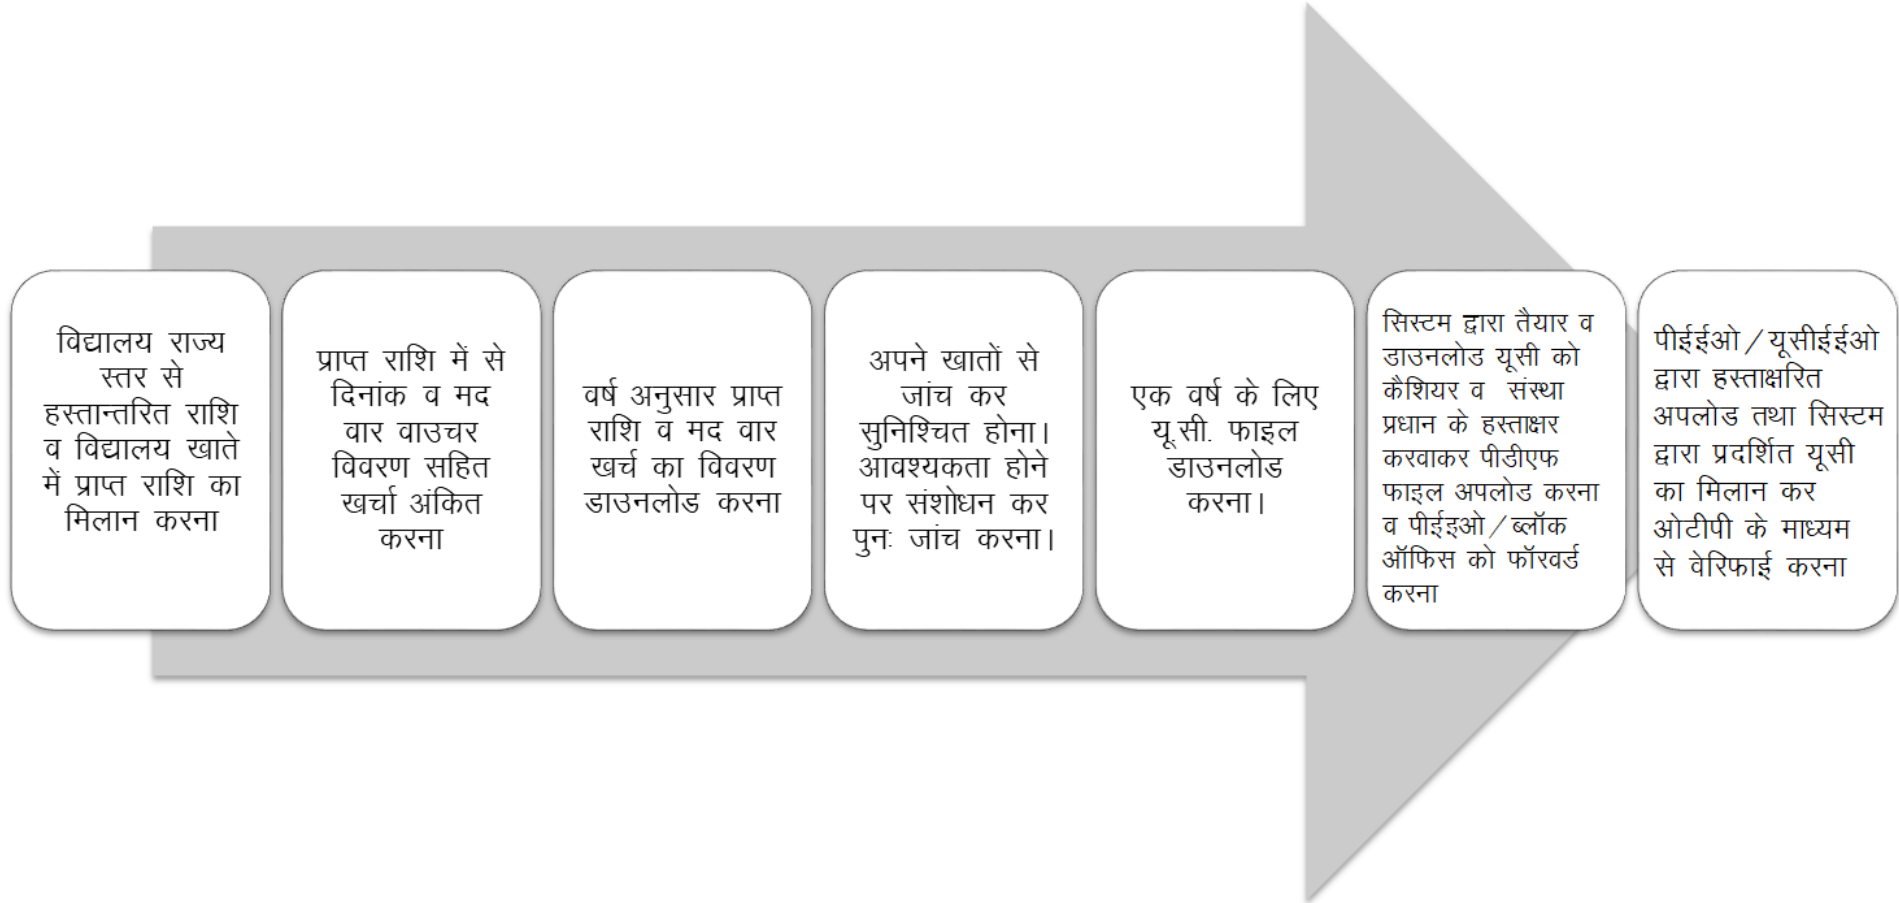 विद्यालय राज्य
स्तर से
हस्तान्तरित राशि
व विद्यालय खाते
में प्राप्त राशि का
मिलान करना
प्राप्त राशि में से
दिनांक व मद
वार वाउचर
विवरण सहित
खर्चा अंकित
करना
वर्ष अनुसार प्राप्त
राशि व मद वार
खर्च का विवरण
डाउनलोड करना
अपने खातों से
जांच कर
सुनिश्चित होना।
आवश्यकता होने
पर संशोधन कर
पुनः जांच करना।
एक वर्ष के लिए
यू.सी. फाइल
डाउनलोड
करना।
सिस्टम द्वारा तैयार व
डाउनलोड यूसी को
कैशियर व संस्था
प्रधान के हस्ताक्षर
करवाकर पीडीएफ
फाइल अपलोड करना
व पीईइओ/ब्लॉक
ऑफिस को फॉरवर्ड
करना
पीईईओ/यूसीईईओ
द्वारा हस्ताक्षरित
अपलोड तथा सिस्टम
द्वारा प्रदर्शित यूसी
का मिलान कर
ओटीपी के माध्यम
से वेरिफाई करना